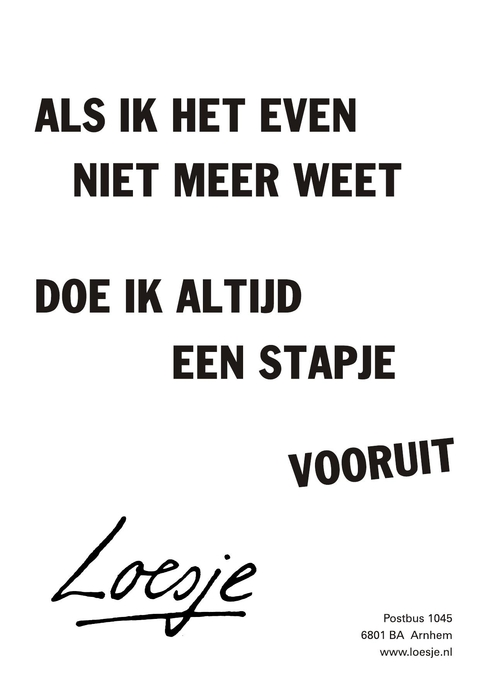 ALS IK HET EVEN
NIET MEER WEET
DOE IK ALTIJD
EEN STAPJE
VOORUIT
Loesje
Postbus 1045
6801 BA Arnhem
www.loesje.nl